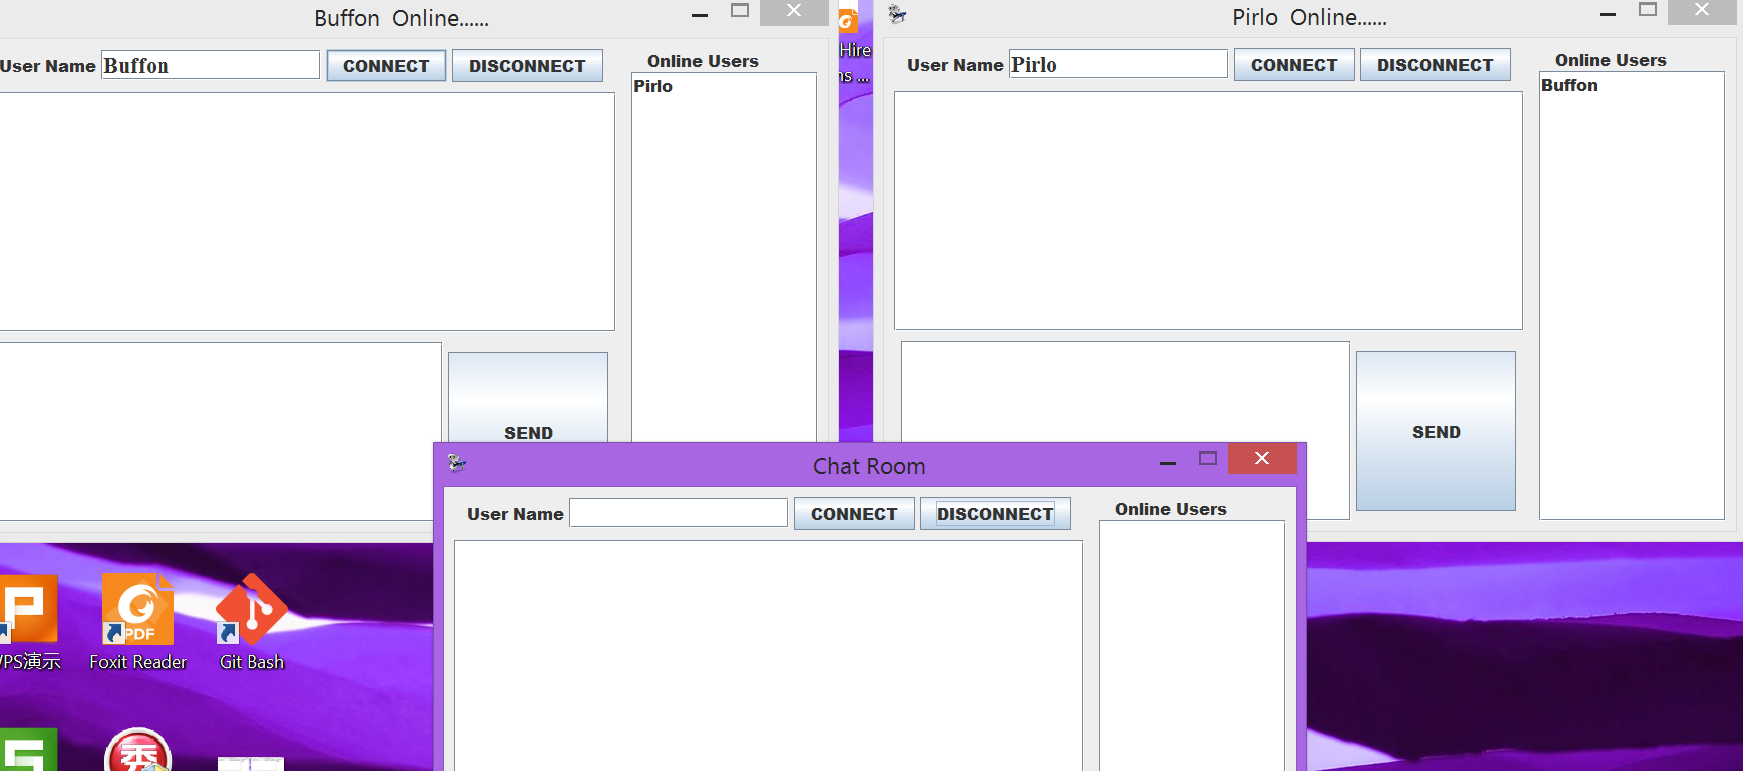 Buffon Online......
User Name Buffon CONNECT DISCONNECT
Online Users
Pirlo
SEND
Hire
ns ...
Pirlo Online......
User Name Pirlo CONNECT DISCONNECT
Online Users
Buffon
SEND
Chat Room
User Name CONNECT DISCONNECT
Online Users
WPS演示
PDF
Foxit Reader
Git Bash
秀